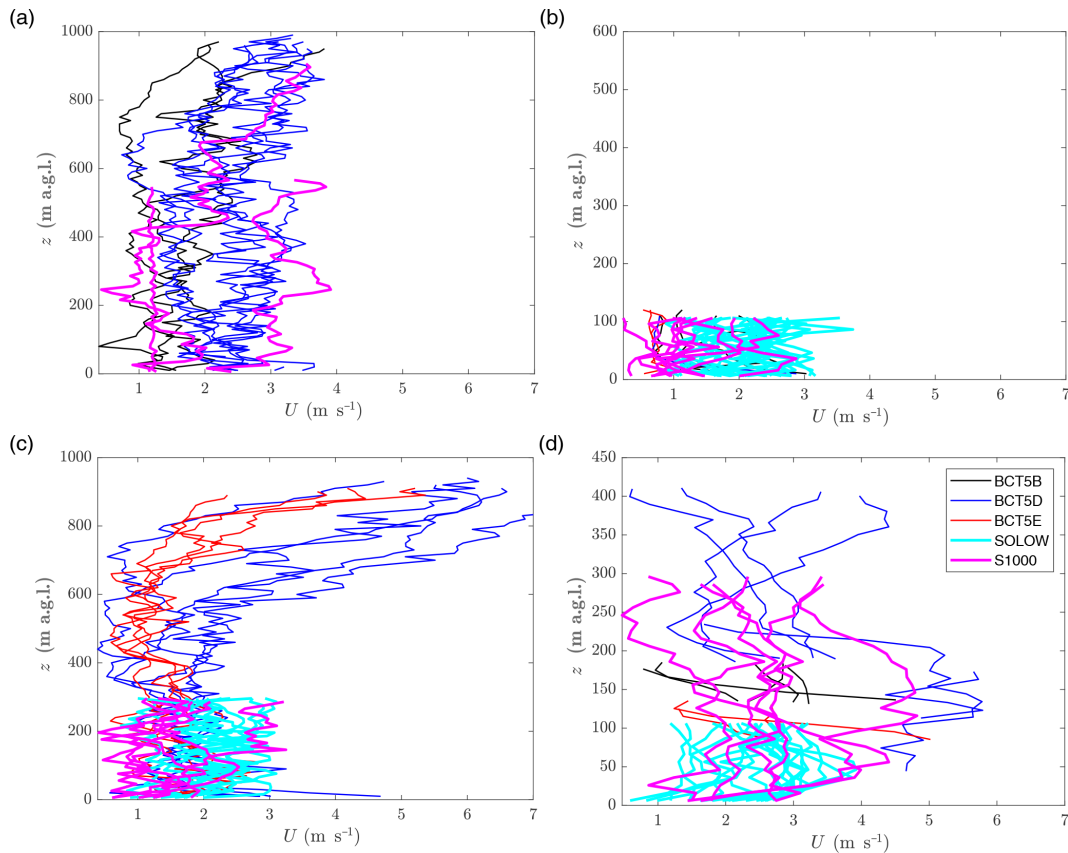 (a)
1000
800
600
400
200
0
z (m a.g.l.)
1 2 3 4 5 6 7
U (m s⁻¹)
(b)
600
500
400
300
200
100
0
z (m a.g.l.)
1 2 3 4 5 6 7
U (m s⁻¹)
(c)
1000
800
600
400
200
0
z (m a.g.l.)
1 2 3 4 5 6 7
U (m s⁻¹)
(d)
450
400
350
300
250
200
150
100
50
0
z (m a.g.l.)
1 2 3 4 5 6 7
U (m s⁻¹)
BCT5B
BCT5D
BCT5E
SOLOW
S1000